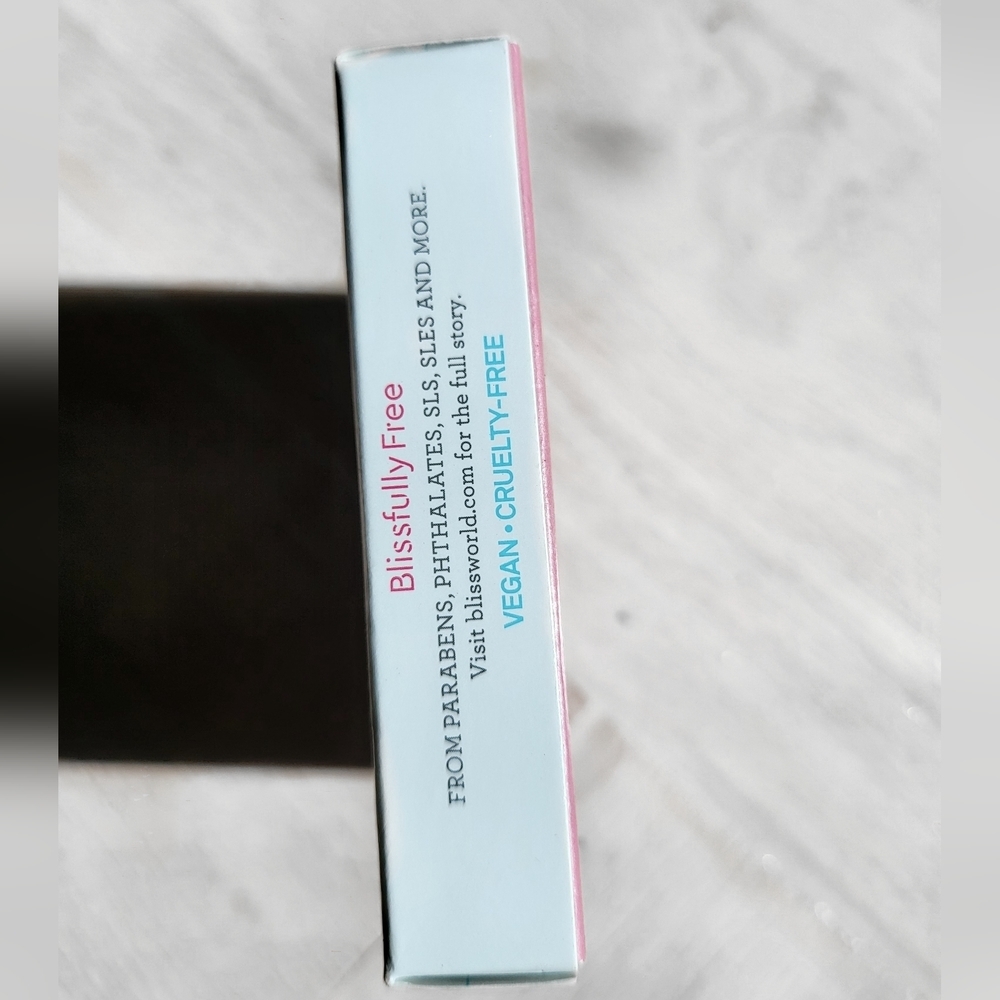 Blissfully Free
FROM PARABENS, PHTHALATES, SLS, SLES AND MORE.
Visit blissworld.com for the full story.
VEGAN • CRUELTY-FREE